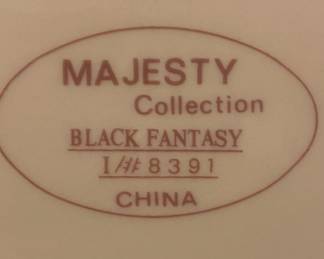 MAJESTY
Collection
BLACK FANTASY
I/# 8391
CHINA